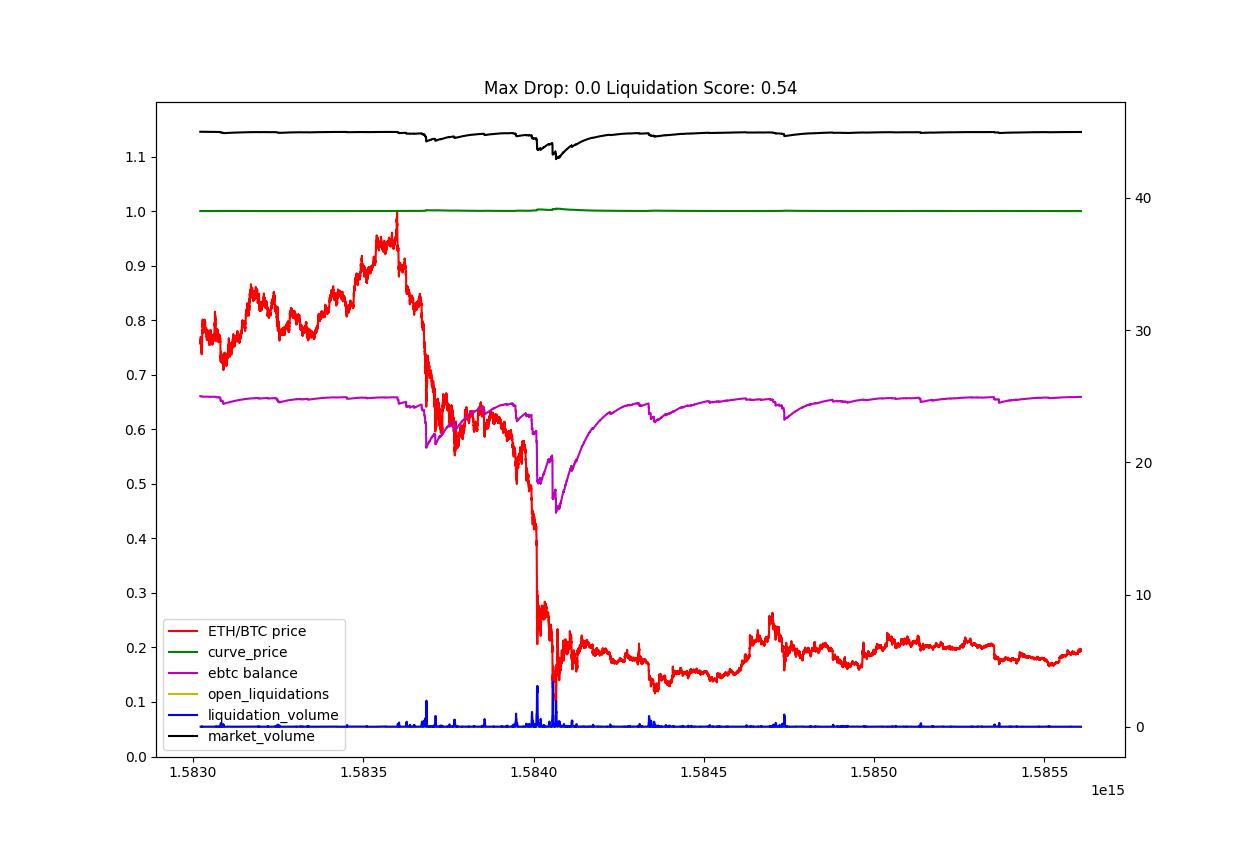 Max Drop: 0.0 Liquidation Score: 0.54
1.1
1.0
0.9
0.8
0.7
0.6
0.5
0.4
0.3
0.2
0.1
0.0
40
30
20
10
0
ETH/BTC price
curve_price
ebtc balance
open_liquidations
liquidation_volume
market_volume
1.5830
1.5835
1.5840
1.5845
1.5850
1.5855
1e15